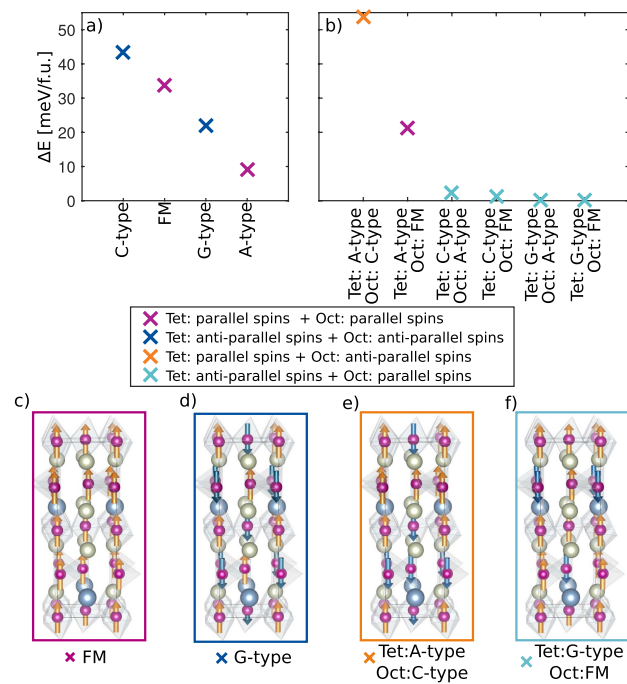 a)
b)
ΔE [meV/f.u.]
50
40
30
20
10
0
0
C-type
FM
G-type
A-type
Tet: A-type
Oct: C-type
Tet: A-type
Oct: FM
Tet: C-type
Oct: A-type
Tet: C-type
Oct: FM
Tet: G-type
Oct: A-type
Tet: G-type
Oct: FM
Tet: parallel spins + Oct: parallel spins
Tet: anti-parallel spins + Oct: anti-parallel spins
Tet: parallel spins + Oct: anti-parallel spins
Tet: anti-parallel spins + Oct: parallel spins
c)
d)
e)
f)
FM
G-type
Tet:A-type
Oct:C-type
Tet:G-type
Oct:FM